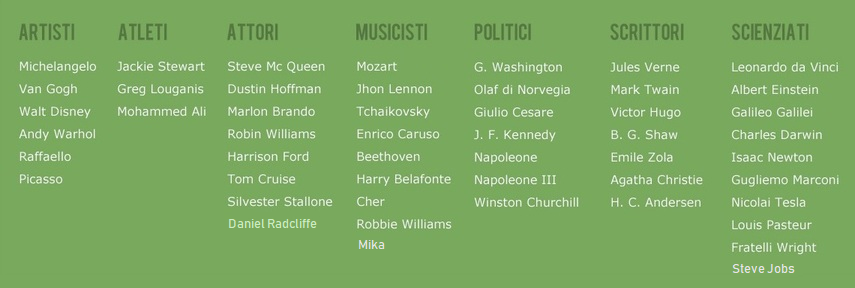 ARTISTI
Michelangelo
Van Gogh
Walt Disney
Andy Warhol
Raffaello
Picasso
ATLETI
Jackie Stewart
Greg Louganis
Mohammed Ali
ATTORI
Steve Mc Queen
Dustin Hoffman
Marlon Brando
Robin Williams
Harrison Ford
Tom Cruise
Silvester Stallone
Daniel Radcliffe
MUSICISTI
Mozart
Jhon Lennon
Tchaikovsky
Enrico Caruso
Beethoven
Harry Belafonte
Cher
Robbie Williams
Mika
POLITICI
G. Washington
Olaf di Norvegia
Giulio Cesare
J. F. Kennedy
Napoleone
Napoleone III
Winston Churchill
SCRITTORI
Jules Verne
Mark Twain
Victor Hugo
B. G. Shaw
Emile Zola
Agatha Christie
H. C. Andersen
SCIENZIATI
Leonardo da Vinci
Albert Einstein
Galileo Galilei
Charles Darwin
Isaac Newton
Gugliemo Marconi
Nicolai Tesla
Louis Pasteur
Fratelli Wright
Steve Jobs